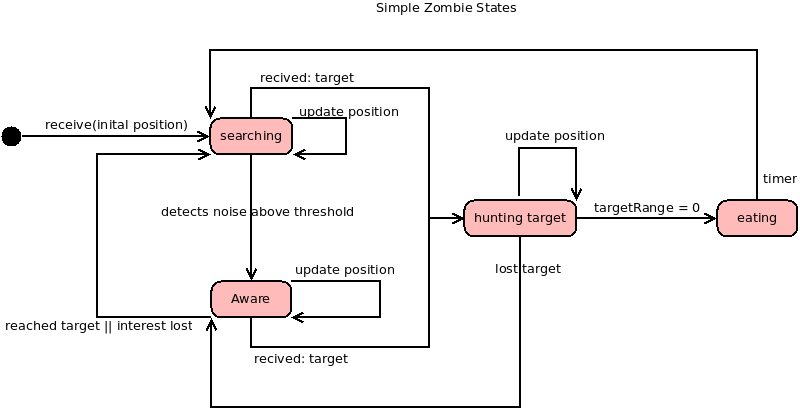 Simple Zombie States
recived: target
update position
receive(inital position)
searching
update position
timer
detects noise above threshold
hunting target
targetRange = 0
eating
update position
lost target
Aware
reached target || interest lost
recived: target